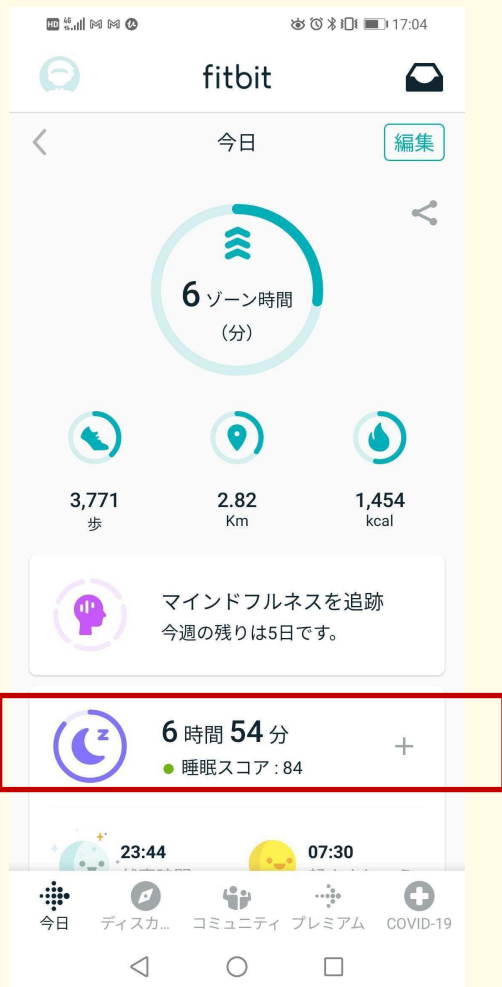 HD 46 17:04
fitbit
今日
編集
6 ゾーン時間
（分）
3,771
歩
2.82
Km
1,454
kcal
マインドフルネスを追跡
今週の残りは5日です。
6 時間 54 分
睡眠スコア : 84
23:44
07:30
今日
ディスカ...
コミュニティ
プレミアム
COVID-19